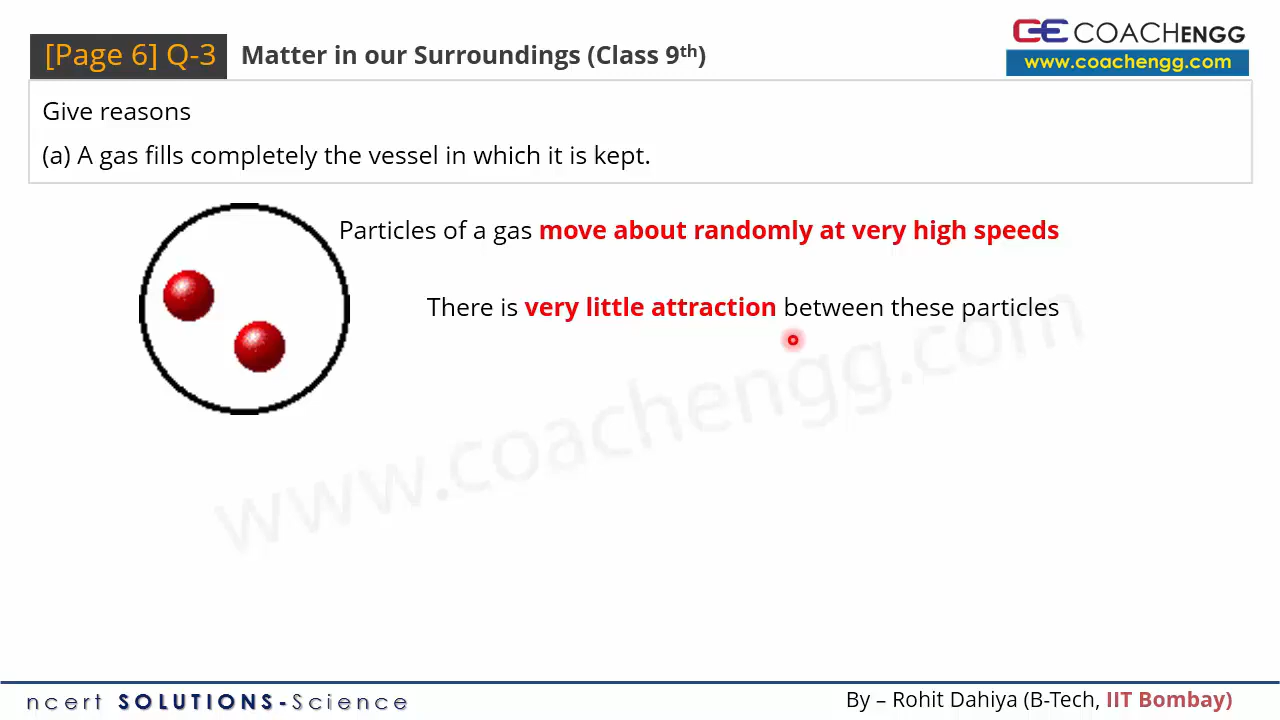 [Page 6] Q-3
Matter in our Surroundings (Class 9th)
GE COACHENGG
www.coachengg.com
Give reasons
(a) A gas fills completely the vessel in which it is kept.
Particles of a gas move about randomly at very high speeds
There is very little attraction between these particles
www.coachengg.com
ncert SOLUTIONS-Science
By – Rohit Dahiya (B-Tech, IIT Bombay)